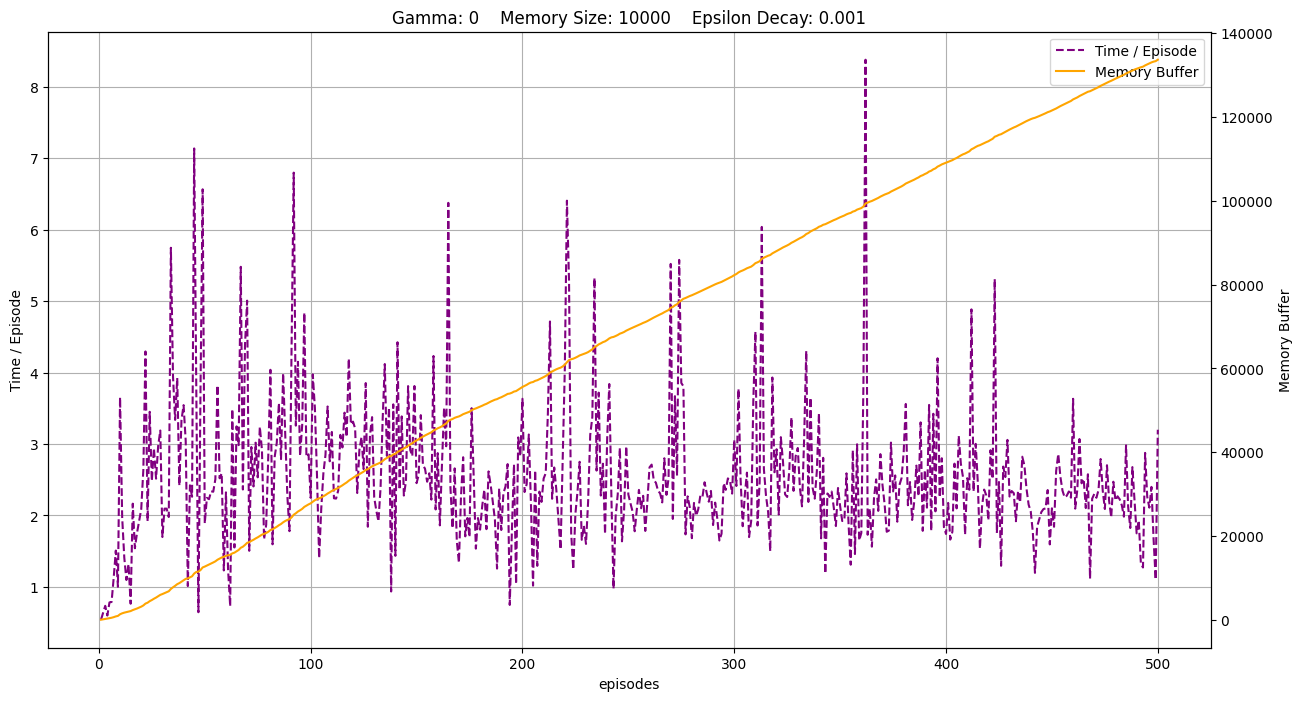 Gamma: 0    Memory Size: 10000    Epsilon Decay: 0.001
Time / Episode
Memory Buffer
8
7
6
5
4
3
2
1
Time / Episode
140000
120000
100000
80000
60000
40000
20000
0
Memory Buffer
0 100 200 300 400 500
episodes